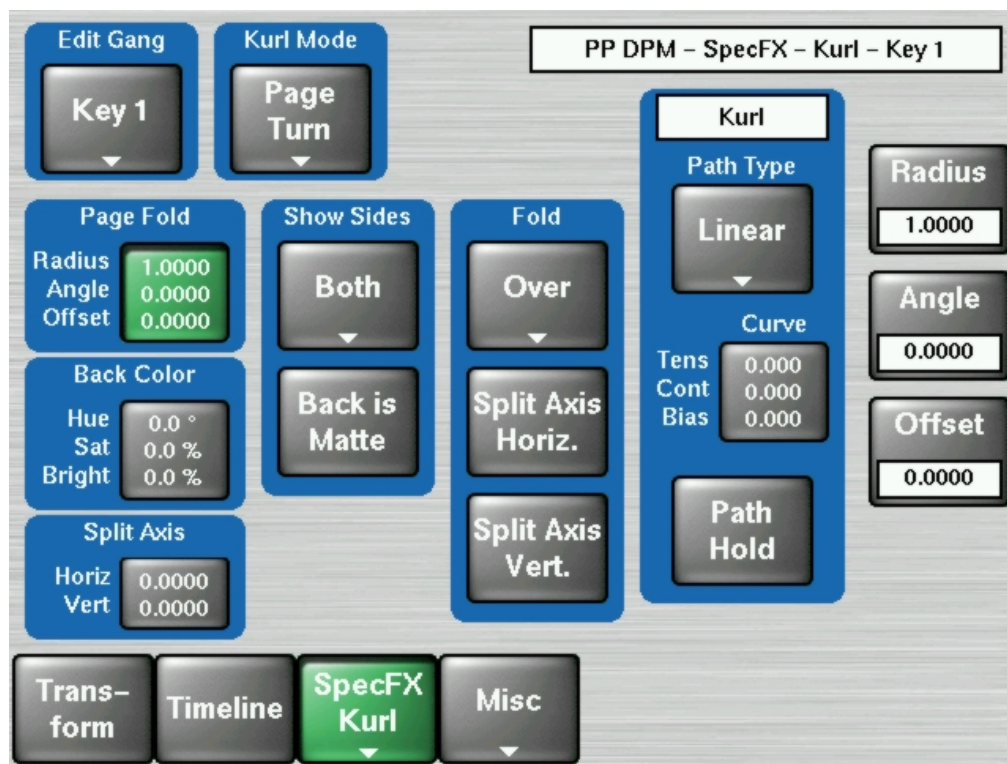 Edit Gang
Key 1
Kurl Mode
Page
Turn
PP DPM – SpecFX – Kurl – Key 1
Page Fold
Radius 1.0000
Angle 0.0000
Offset 0.0000
Back Color
Hue 0.0 °
Sat 0.0 %
Bright 0.0 %
Split Axis
Horiz 0.0000
Vert 0.0000
Show Sides
Both
Back is
Matte
Fold
Over
Split Axis
Horiz.
Split Axis
Vert.
Kurl
Path Type
Linear
Curve
Tens 0.000
Cont 0.000
Bias 0.000
Path
Hold
Radius
1.0000
Angle
0.0000
Offset
0.0000
Trans–
form
Timeline
SpecFX
Kurl
Misc